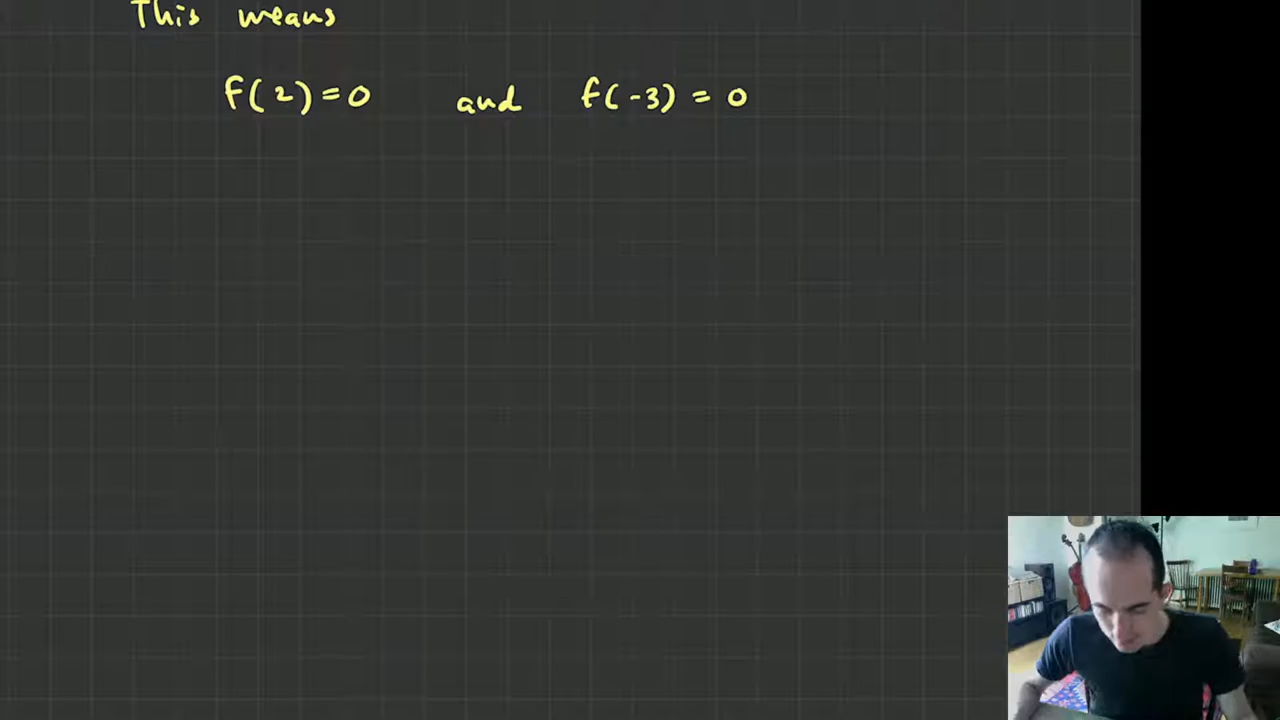 This means
f(2)=0 and f(-3) = 0